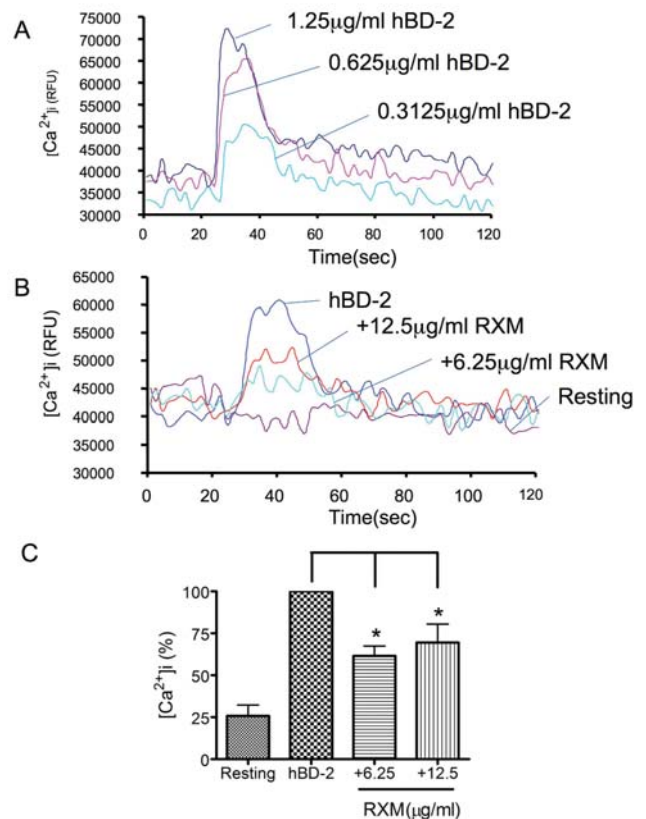 A
75000
70000
65000
60000
55000
50000
45000
40000
35000
30000
[Ca2+]i (RFU)
1.25μg/ml hBD-2
0.625μg/ml hBD-2
0.3125μg/ml hBD-2
0 20 40 60 80 100 120
Time(sec)
B
65000
60000
55000
50000
45000
40000
35000
30000
[Ca2+]i (RFU)
hBD-2
+12.5μg/ml RXM
+6.25μg/ml RXM
Resting
0 20 40 60 80 100 120
Time(sec)
C
100
75
50
25
0
[Ca2+]i (%)
* *
Resting hBD-2 +6.25 +12.5
RXM(μg/ml)